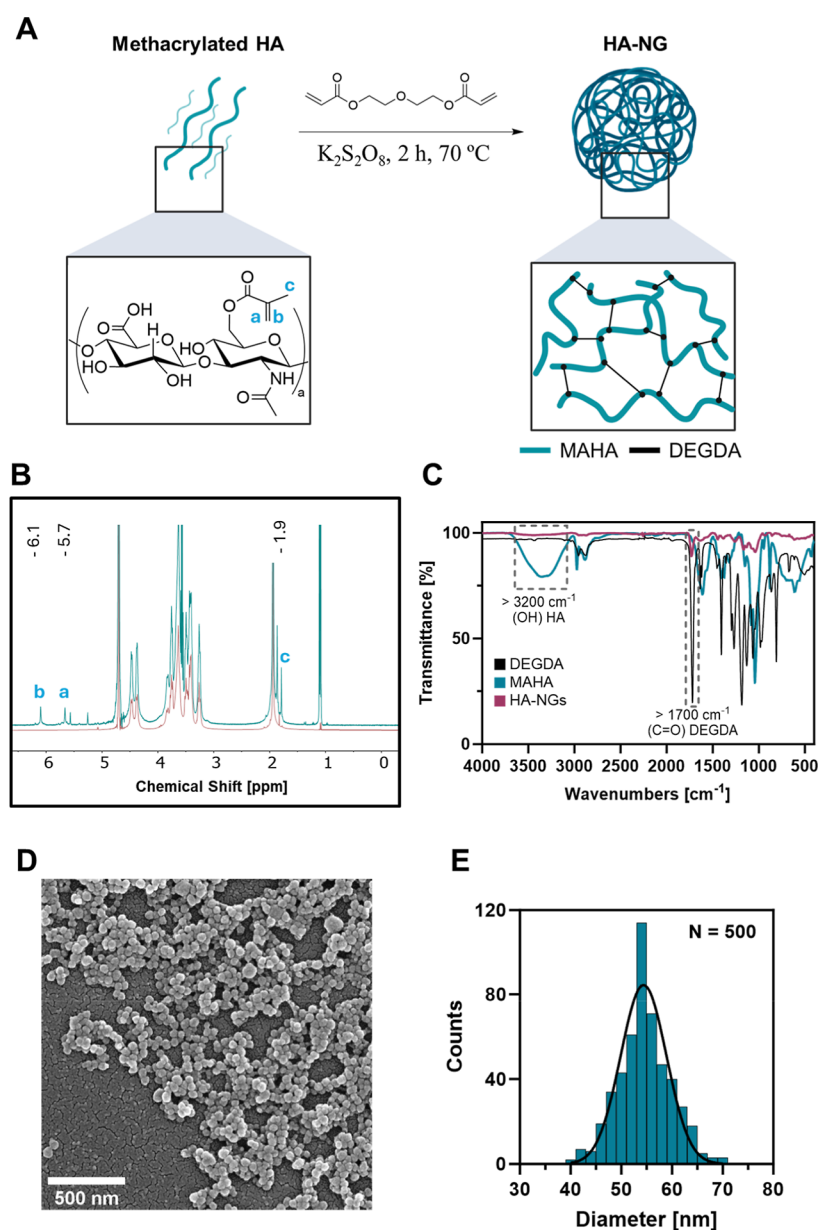 A
Methacrylated HA
HA-NG
O
O
O
O
O
K₂S₂O₈, 2 h, 70 ºC
O
c
O
a
b
O
OH
H
HO
O
O
O
O
HO
O
HO
OH
NH
a
O
MAHA
DEGDA
B
- 6.1
- 5.7
- 1.9
b
a
c
6
5
4
3
2
1
0
Chemical Shift [ppm]
C
Transmittance [%]
100
50
0
> 3200 cm⁻¹
(OH) HA
DEGDA
MAHA
HA-NGs
> 1700 cm⁻¹
(C=O) DEGDA
4000
3500
3000
2500
2000
1500
1000
500
Wavenumbers [cm⁻¹]
D
500 nm
E
N = 500
Counts
120
80
40
0
30
40
50
60
70
80
Diameter [nm]